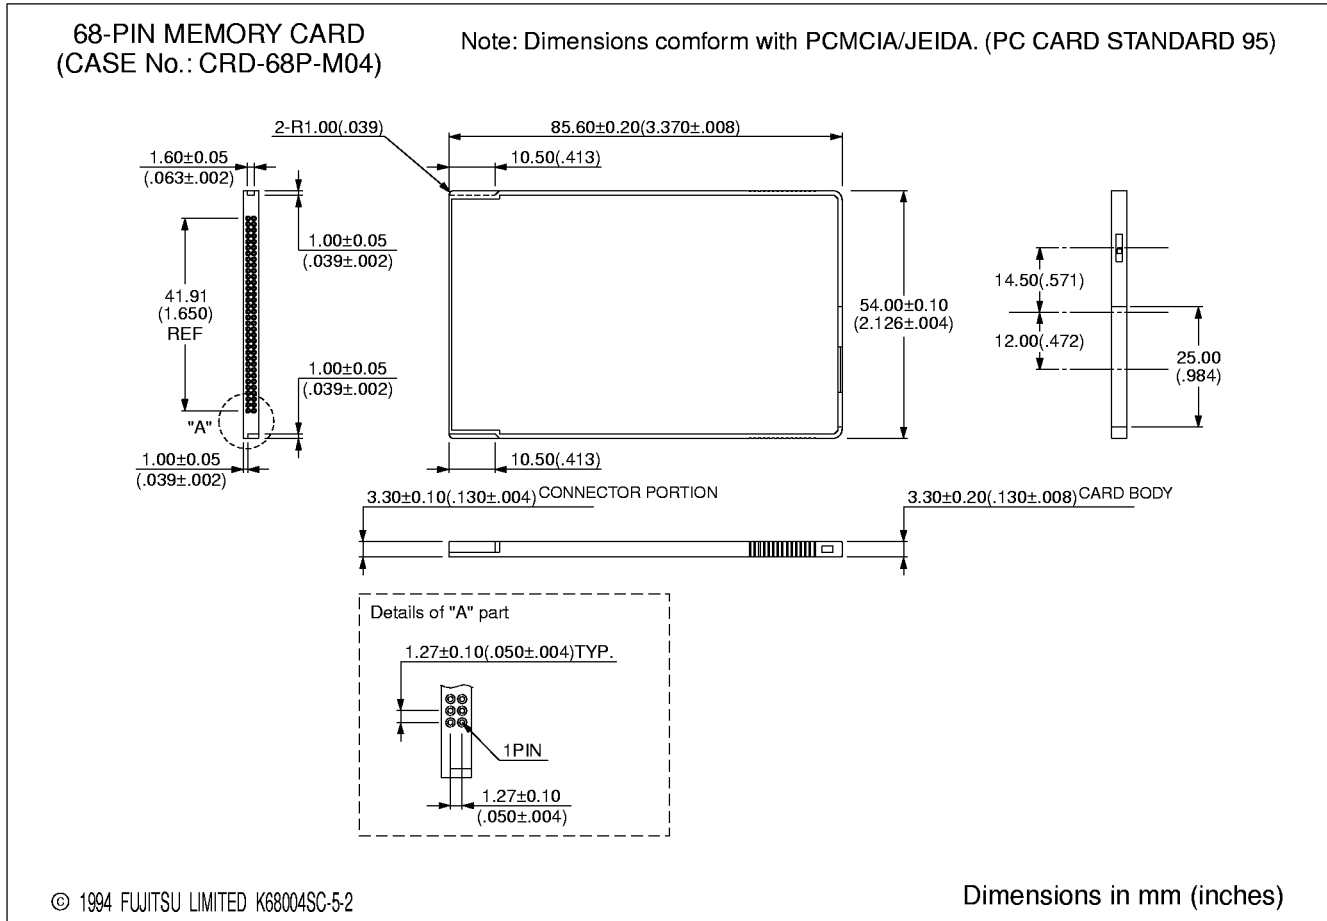 68-PIN MEMORY CARD
(CASE No.: CRD-68P-M04)
Note: Dimensions comform with PCMCIA/JEIDA. (PC CARD STANDARD 95)
2-R1.00(.039)
85.60±0.20(3.370±.008)
10.50(.413)
1.60±0.05
(.063±.002)
1.00±0.05
(.039±.002)
41.91
(1.650)
REF
1.00±0.05
(.039±.002)
"A"
1.00±0.05
(.039±.002)
54.00±0.10
(2.126±.004)
14.50(.571)
12.00(.472)
25.00
(.984)
10.50(.413)
3.30±0.10(.130±.004) CONNECTOR PORTION
3.30±0.20(.130±.008) CARD BODY
Details of "A" part
1.27±0.10(.050±.004)TYP.
1PIN
1.27±0.10
(.050±.004)
© 1994 FUJITSU LIMITED K68004SC-5-2
Dimensions in mm (inches)